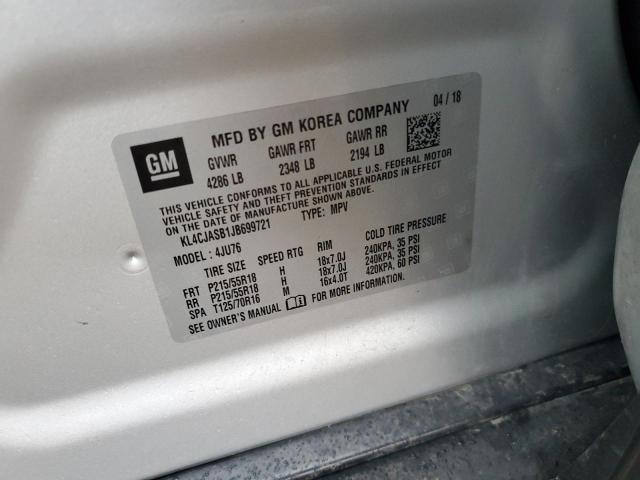 MFD BY GM KOREA COMPANY 04 / 18
GM
GVWR GAWR FRT GAWR RR
4286 LB 2348 LB 2194 LB
THIS VEHICLE CONFORMS TO ALL APPLICABLE U.S. FEDERAL MOTOR
VEHICLE SAFETY AND THEFT PREVENTION STANDARDS IN EFFECT
ON THE DATE OF MANUFACTURE SHOWN ABOVE.
KL4CJASB1JB699721 TYPE: MPV
MODEL : 4JU76
TIRE SIZE SPEED RTG RIM COLD TIRE PRESSURE
FRT P215/55R18 H 18x7.0J 240KPA, 35 PSI
RR P215/55R18 H 18x7.0J 240KPA, 35 PSI
SPA T125/70R16 M 16x4.0T 420KPA, 60 PSI
SEE OWNER'S MANUAL FOR MORE INFORMATION.